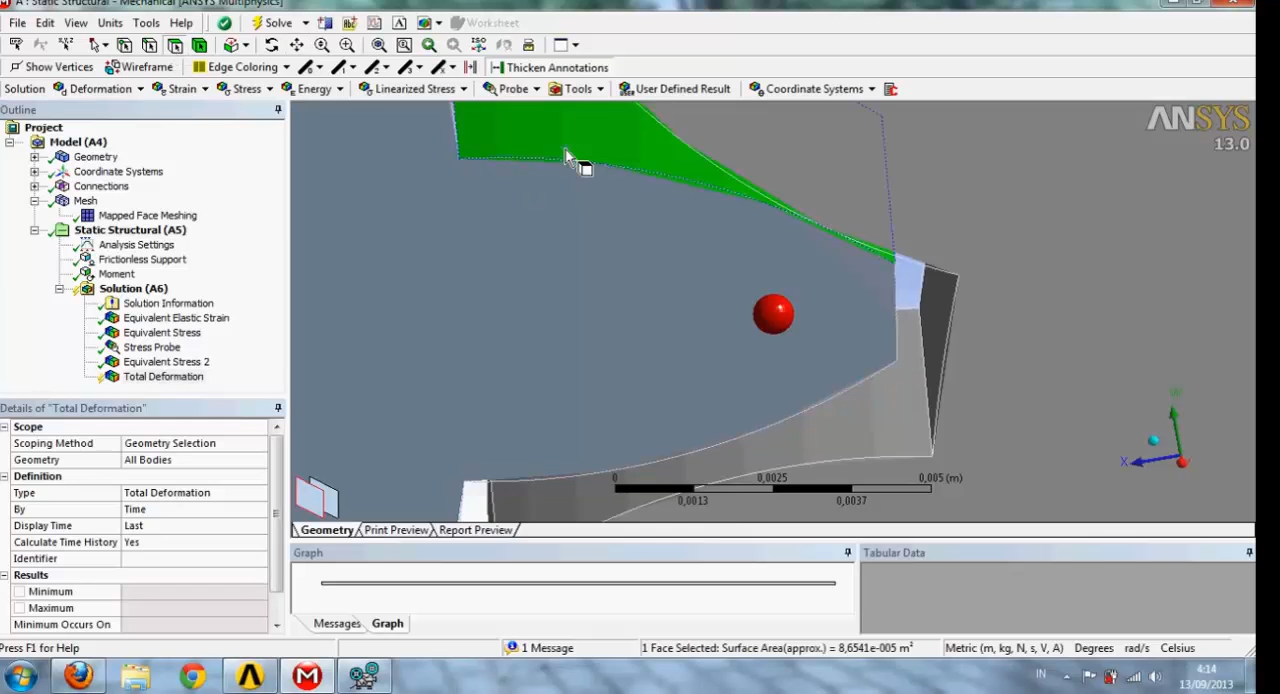 A : Static Structural - Mechanical [ANSYS Multiphysics]
File Edit View Units Tools Help Solve Worksheet
Show Vertices Wireframe Edge Coloring Thicken Annotations
Solution Deformation Strain Stress Energy Linearized Stress Probe Tools User Defined Result Coordinate Systems
Outline
Project
Model (A4)
Geometry
Coordinate Systems
Connections
Mesh
Mapped Face Meshing
Static Structural (A5)
Analysis Settings
Frictionless Support
Moment
Solution (A6)
Solution Information
Equivalent Elastic Strain
Equivalent Stress
Stress Probe
Equivalent Stress 2
Total Deformation
Details of "Total Deformation"
Scope
Scoping Method Geometry Selection
Geometry All Bodies
Definition
Type Total Deformation
By Time
Display Time Last
Calculate Time History Yes
Identifier
Results
Minimum
Maximum
Minimum Occurs On
ANSYS
13.0
X
0 0,0025 0,005 (m)
0,0013 0,0037
Geometry Print Preview Report Preview
Graph
Tabular Data
Messages Graph
Press F1 for Help 1 Message 1 Face Selected: Surface Area(approx.) = 8,6541e-005 m² Metric (m, kg, N, s, V, A) Degrees rad/s Celsius
IN 4:14
13/09/2013